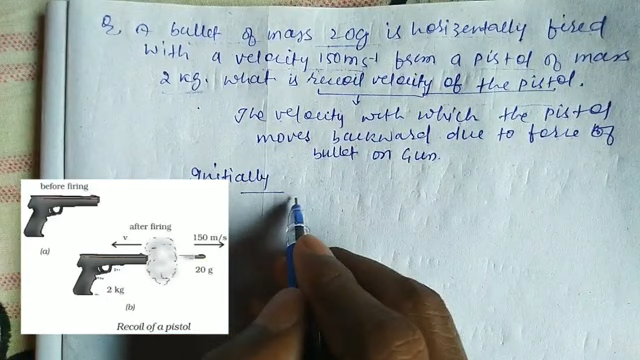 Q. A bullet of mass 20g is horizontally fired
with a velocity 150ms-1 from a pistol of mass
2 kg. what is recoil velocity of the pistol.
The velocity with which the pistol
moves backward due to force of
bullet on Gun.
Initially
before firing
(a)
after firing
v
150 m/s
20 g
2 kg
(b)
Recoil of a pistol